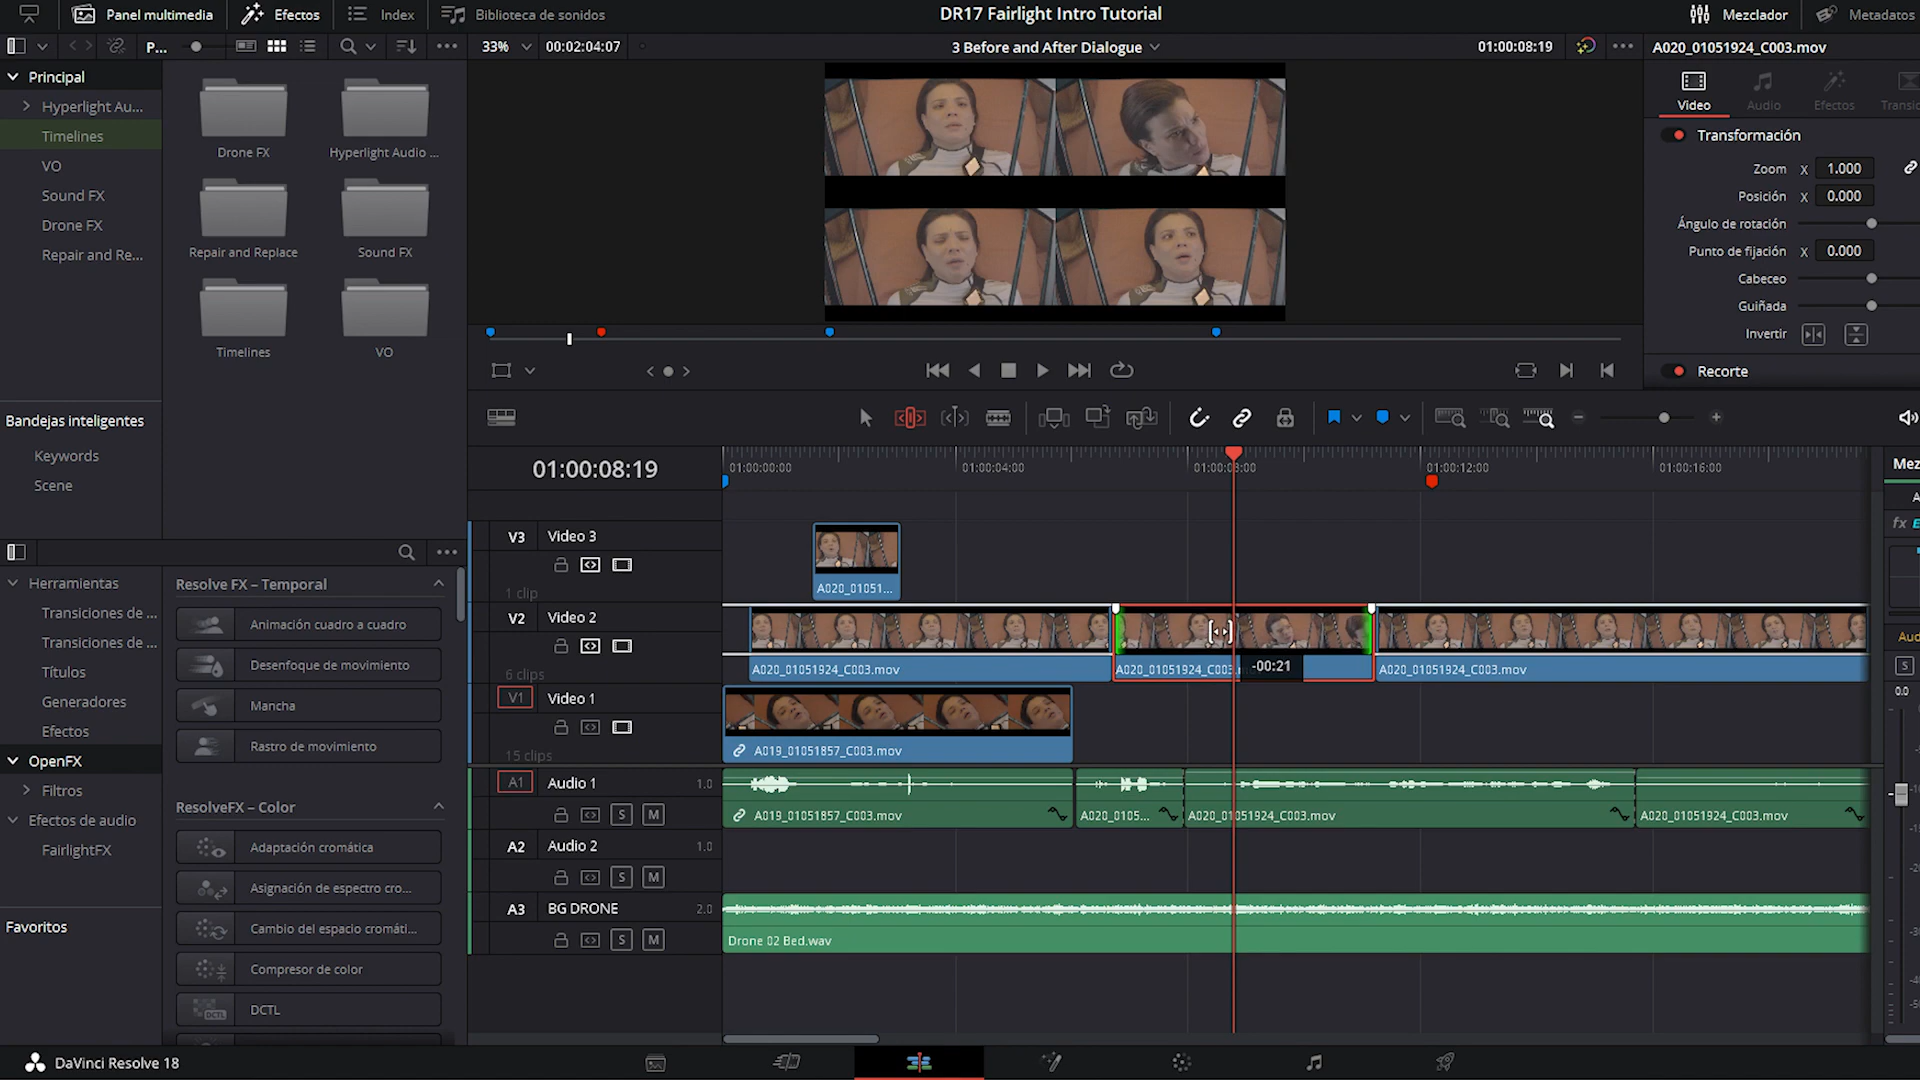 Panel multimedia
Efectos
Index
Biblioteca de sonidos
DR17 Fairlight Intro Tutorial
Mezclador
Metadatos
P...
33%
00:02:04:07
3 Before and After Dialogue
01:00:08:19
A020_01051924_C003.mov
Principal
Hyperlight Au...
Timelines
VO
Sound FX
Drone FX
Repair and Re...
Drone FX
Hyperlight Audio ...
Repair and Replace
Sound FX
Timelines
VO
Video
Audio
Efectos
Transi
Transformación
Zoom X 1.000
Posición X 0.000
Ángulo de rotación
Punto de fijación X 0.000
Cabeceo
Guiñada
Invertir
Recorte
Bandejas inteligentes
Keywords
Scene
01:00:08:19
01:00:00:00
01:00:04:00
01:00:08:00
01:00:12:00
01:00:16:00
Mez
A
fx E
Herramientas
Transiciones de ...
Transiciones de ...
Títulos
Generadores
Efectos
OpenFX
Filtros
Efectos de audio
FairlightFX
Favoritos
Resolve FX – Temporal
Animación cuadro a cuadro
Desenfoque de movimiento
Mancha
Rastro de movimiento
ResolveFX – Color
Adaptación cromática
Asignación de espectro cro...
Cambio del espacio cromáti...
Compresor de color
DCTL
DCTL
V3 Video 3
1 clip
A020_01051...
V2 Video 2
6 clips
A020_01051924_C003.mov
A020_01051924_C003.
-00:21
A020_01051924_C003.mov
V1 Video 1
15 clips
A019_01051857_C003.mov
A1 Audio 1 1.0
S M
A019_01051857_C003.mov
A020_0105...
A020_01051924_C003.mov
A020_01051924_C003.mov
A2 Audio 2 1.0
S M
A3 BG DRONE 2.0
S M
Drone 02 Bed.wav
Aud
S
0.0
DaVinci Resolve 18